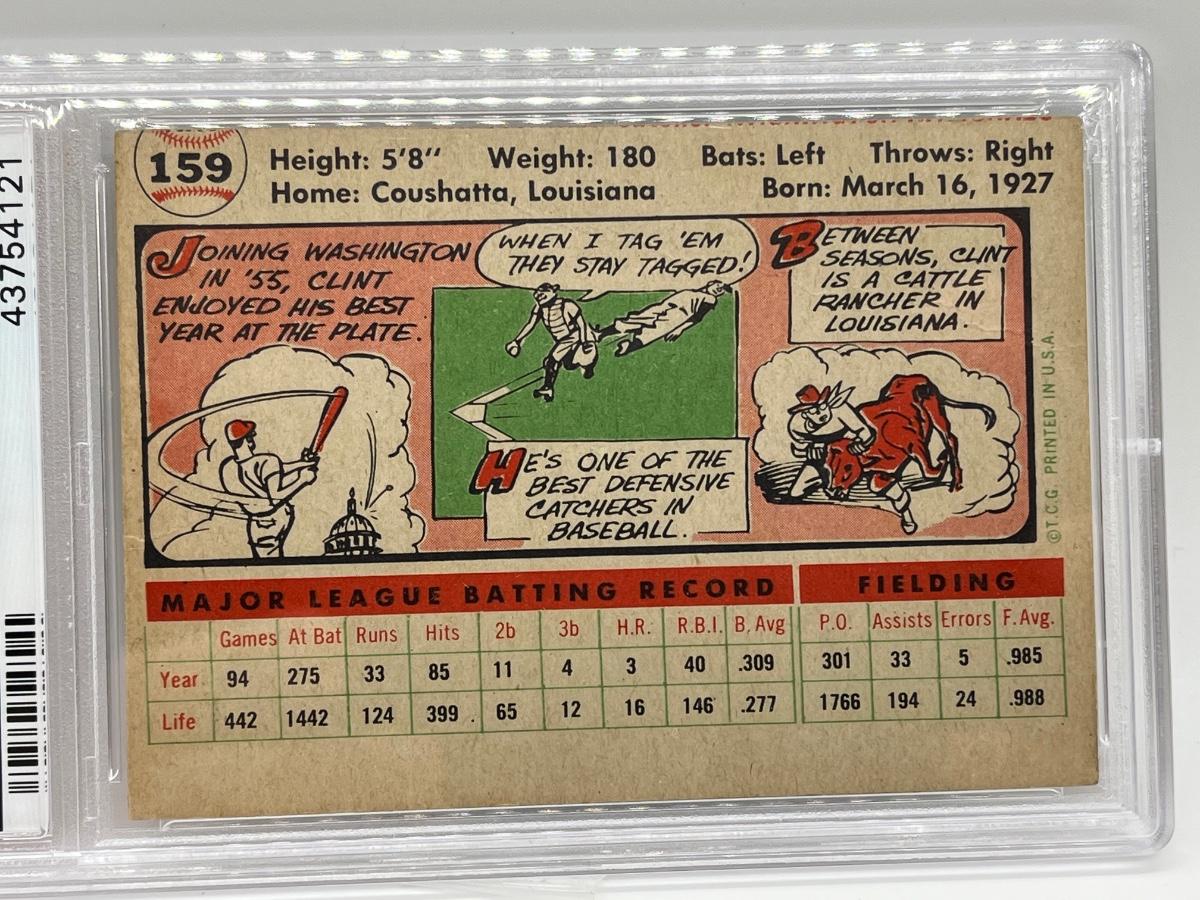 43754121
159
Height: 5'8" Weight: 180 Bats: Left Throws: Right
Home: Coushatta, Louisiana Born: March 16, 1927
JOINING WASHINGTON
IN '55, CLINT
ENJOYED HIS BEST
YEAR AT THE PLATE.
WHEN I TAG 'EM
THEY STAY TAGGED!
HE'S ONE OF THE
BEST DEFENSIVE
CATCHERS IN
BASEBALL.
BETWEEN
SEASONS, CLINT
IS A CATTLE
RANCHER IN
LOUISIANA.
©T.C.G. PRINTED IN U.S.A.
MAJOR LEAGUE BATTING RECORD FIELDING
Games At Bat Runs Hits 2b 3b H.R. R.B.I. B. Avg P.O. Assists Errors F. Avg.
Year 94 275 33 85 11 4 3 40 .309 301 33 5 .985
Life 442 1442 124 399 65 12 16 146 .277 1766 194 24 .988